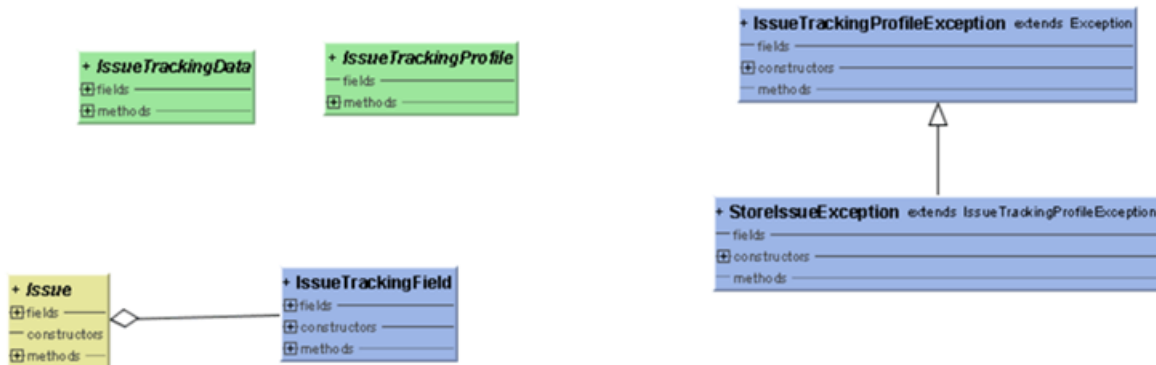 + IssueTrackingData
fields
methods
+ IssueTrackingProfile
fields
methods
+ IssueTrackingProfileException extends Exception
fields
constructors
methods
+ StoreIssueException extends IssueTrackingProfileException
fields
constructors
methods
+ Issue
fields
constructors
methods
+ IssueTrackingField
fields
constructors
methods